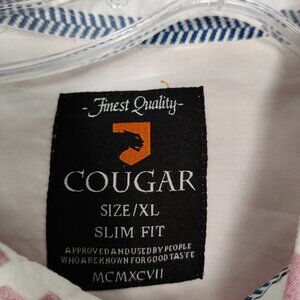 -Finest Quality-
COUGAR
SIZE/XL
SLIM FIT
APPROVED AND USED BY PEOPLE
WHO ARE KNOWN FOR GOOD TASTE
MCMXCVII